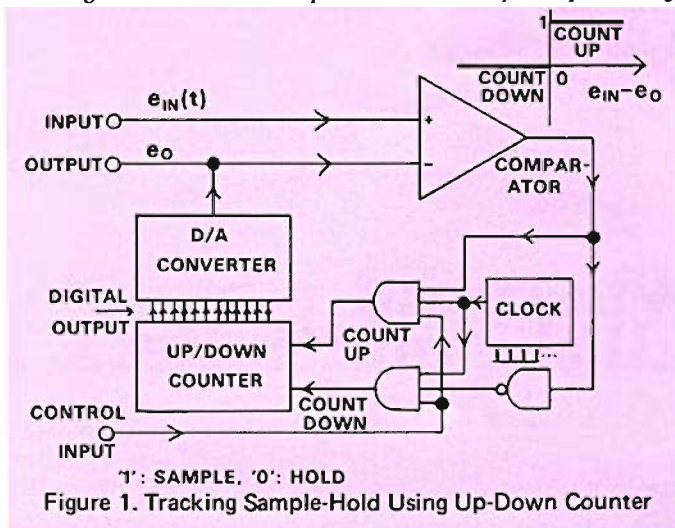 1
COUNT
UP
COUNT 0
DOWN
eIN−eO
eIN(t)
INPUT
+
OUTPUT
eO
−
COMPAR-
ATOR
D/A
CONVERTER
DIGITAL
OUTPUT
COUNT
UP
CLOCK
UP/DOWN
COUNTER
COUNT
DOWN
CONTROL
INPUT
'1': SAMPLE, '0': HOLD
Figure 1. Tracking Sample-Hold Using Up-Down Counter